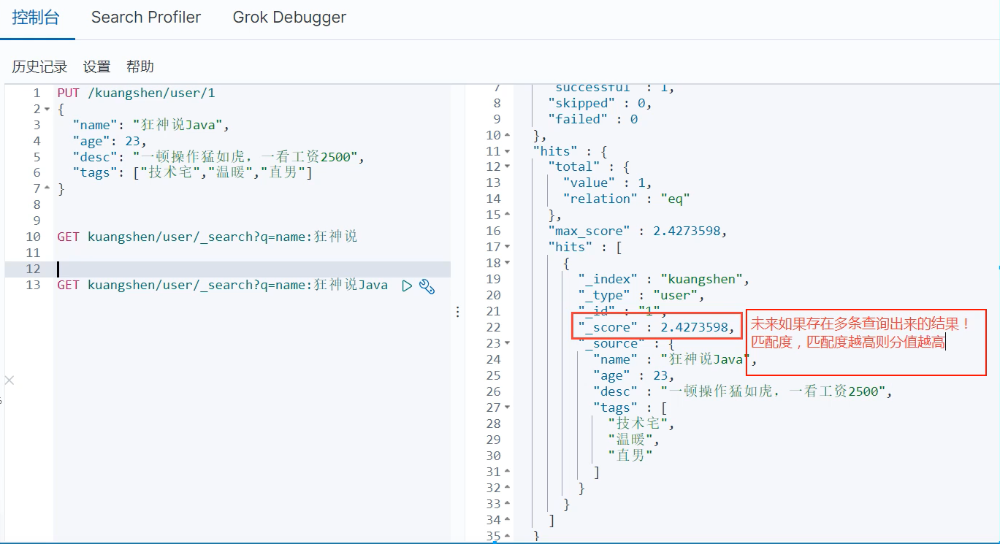 控制台 Search Profiler Grok Debugger
历史记录 设置 帮助
1 PUT /kuangshen/user/1
2 {
3 "name": "狂神说Java",
4 "age": 23,
5 "desc": "一顿操作猛如虎，一看工资2500",
6 "tags": ["技术宅","温暖","直男"]
7 }
8
9
10 GET kuangshen/user/_search?q=name:狂神说
11
12
13 GET kuangshen/user/_search?q=name:狂神说Java
7 "successful" : 1,
8 "skipped" : 0,
9 "failed" : 0
10 },
11 "hits" : {
12 "total" : {
13 "value" : 1,
14 "relation" : "eq"
15 },
16 "max_score" : 2.4273598,
17 "hits" : [
18 {
19 "_index" : "kuangshen",
20 "_type" : "user",
21 "_id" : "1",
22 "_score" : 2.4273598,
23 "_source" : {
24 "name" : "狂神说Java",
25 "age" : 23,
26 "desc" : "一顿操作猛如虎，一看工资2500",
27 "tags" : [
28 "技术宅",
29 "温暖",
30 "直男"
31 ]
32 }
33 }
34 ]
35 }
未来如果存在多条查询出来的结果！
匹配度，匹配度越高则分值越高